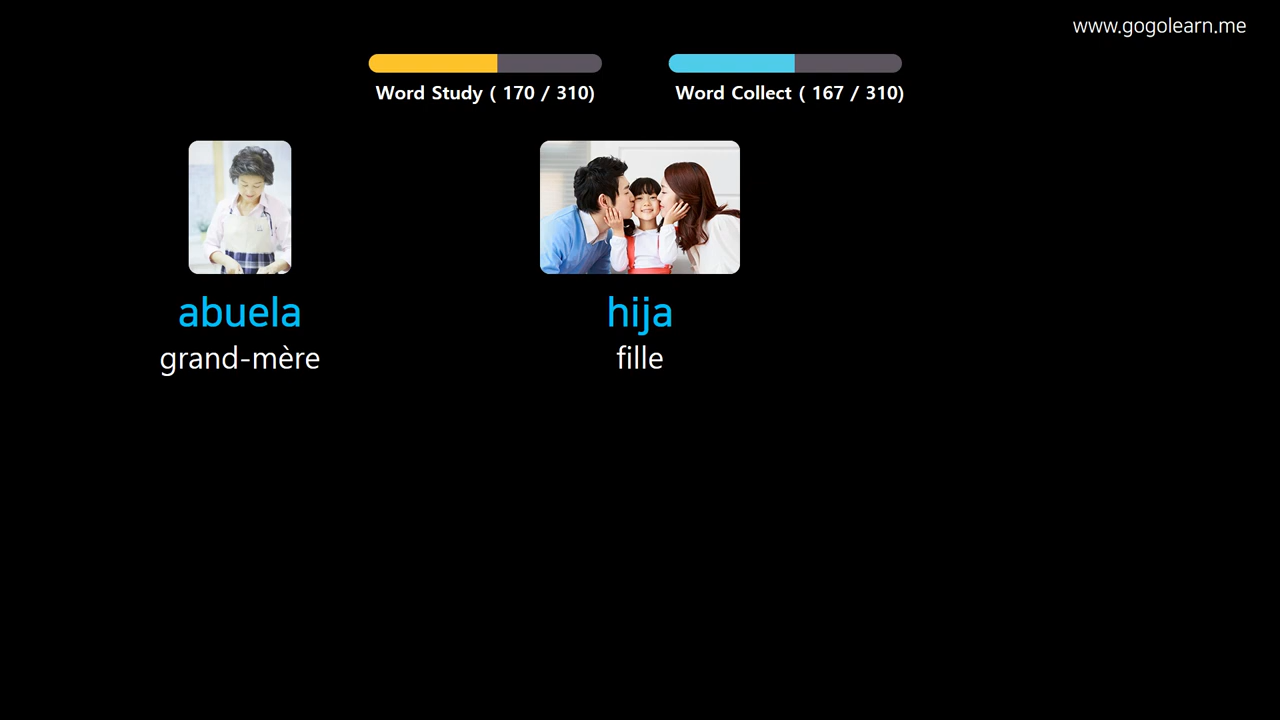 www.gogolearn.me
Word Study ( 170 / 310)
Word Collect ( 167 / 310)
abuela
grand-mère
hija
fille